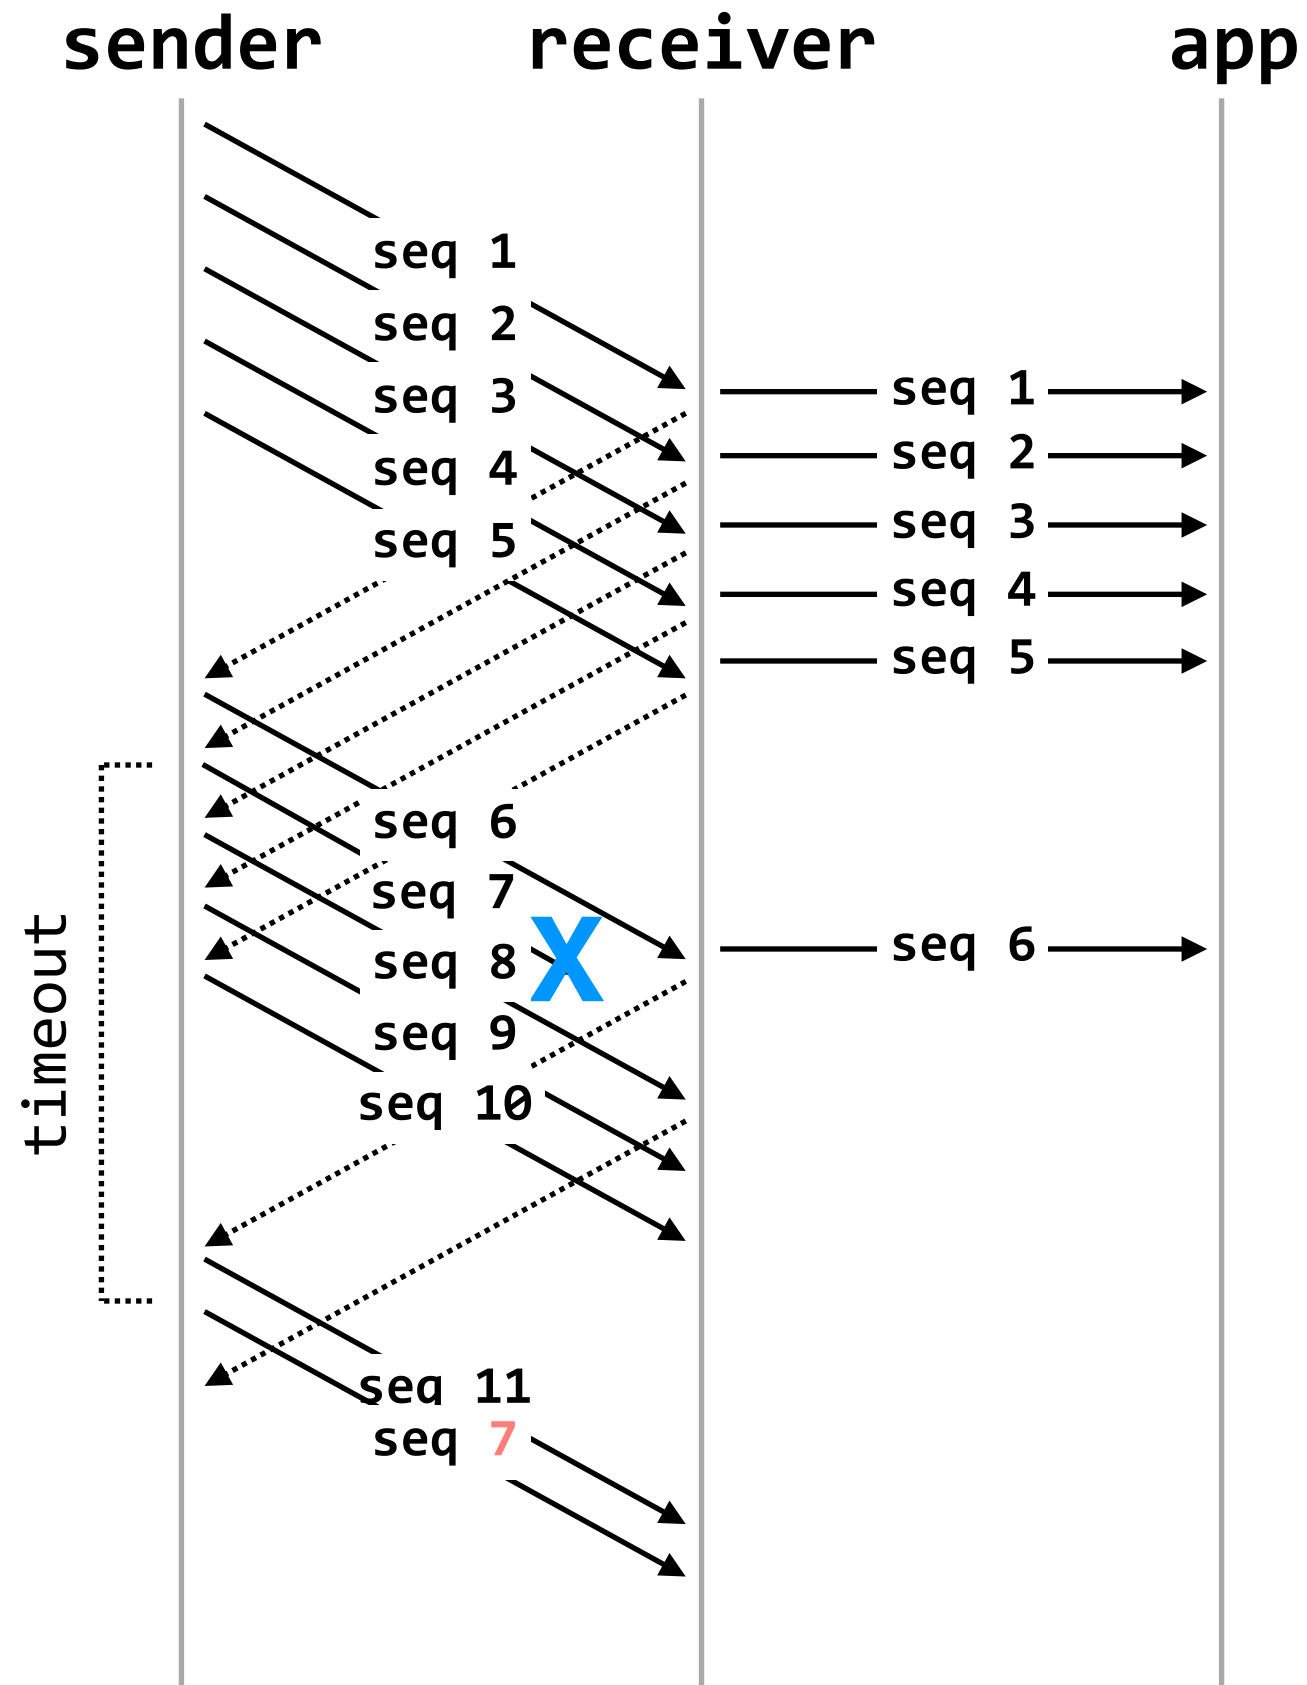 sender receiver app
seq 1
seq 2
seq 3
seq 4
seq 5
seq 1
seq 2
seq 3
seq 4
seq 5
timeout
seq 6
seq 7
seq 8 X
seq 9
seq 10
seq 6
seq 11
seq 7